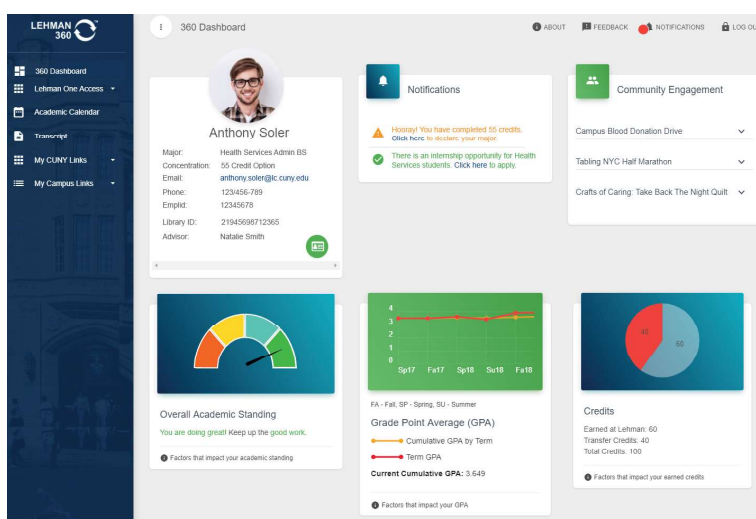 LEHMAN
360
360 Dashboard
Lehman One Access
Academic Calendar
Transcript
My CUNY Links
My Campus Links
360 Dashboard
ABOUT
FEEDBACK
NOTIFICATIONS
LOG OU
Anthony Soler
Major: Health Services Admin BS
Concentration: 55 Credit Option
Email: anthony.soler@lc.cuny.edu
Phone: 123/456-789
Emplid: 12345678
Library ID: 21945698712365
Advisor: Natalie Smith
Notifications
Hooray! You have completed 55 credits.
Click here to declare your major.
There is an internship opportunity for Health
Services students. Click here to apply.
Community Engagement
Campus Blood Donation Drive
Tabling NYC Half Marathon
Crafts of Caring: Take Back The Night Quilt
Overall Academic Standing
You are doing great! Keep up the good work.
Factors that impact your academic standing
4
3
2
1
0
Sp17 Fa17 Sp18 Su18 Fa18
FA - Fall, SP - Spring, SU - Summer
Grade Point Average (GPA)
Cumulative GPA by Term
Term GPA
Current Cumulative GPA: 3.649
Factors that impact your GPA
40
60
Credits
Earned at Lehman: 60
Transfer Credits: 40
Total Credits: 100
Factors that impact your earned credits